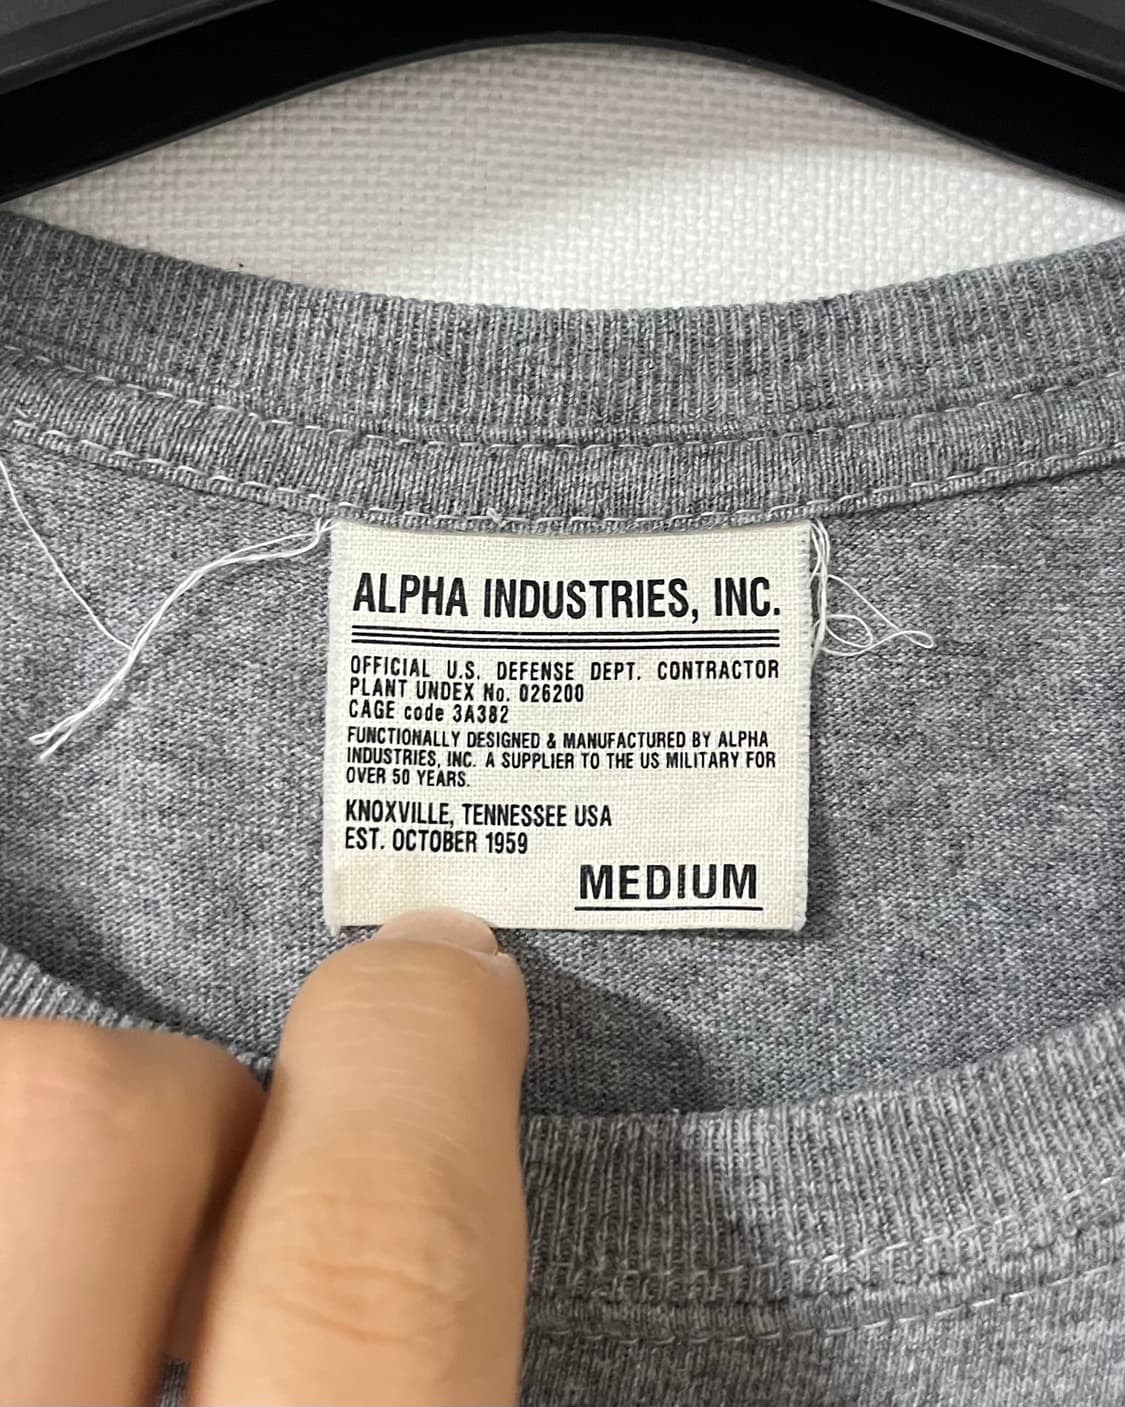 ALPHA INDUSTRIES, INC.
OFFICIAL U.S. DEFENSE DEPT. CONTRACTOR
PLANT UNDEX No. 026200
CAGE code 3A382
FUNCTIONALLY DESIGNED & MANUFACTURED BY ALPHA
INDUSTRIES, INC. A SUPPLIER TO THE US MILITARY FOR
OVER 50 YEARS.
KNOXVILLE, TENNESSEE USA
EST. OCTOBER 1959
MEDIUM